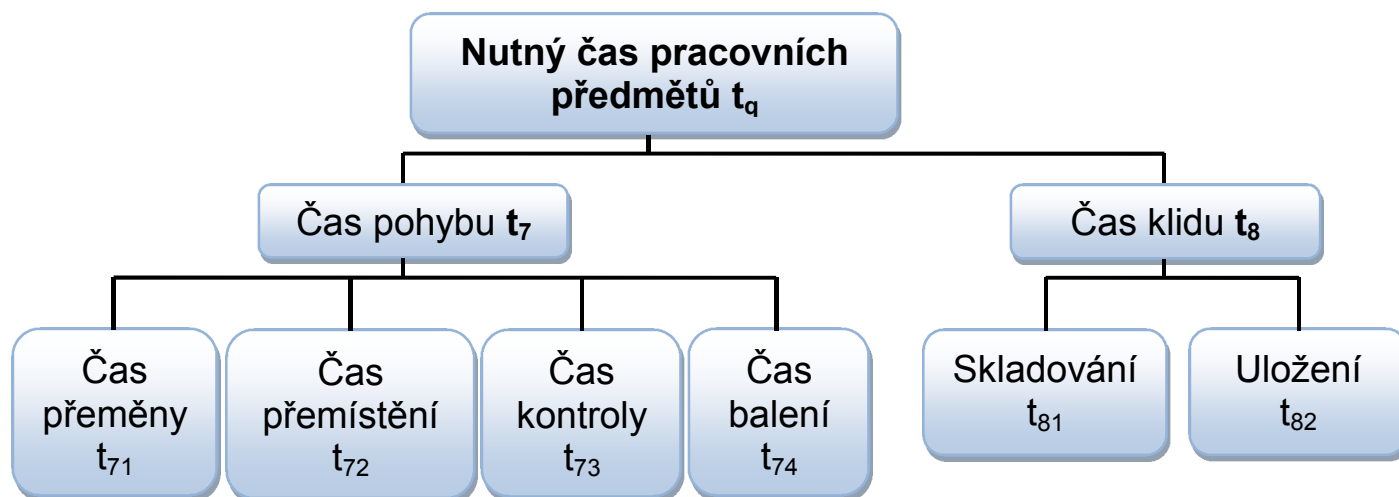 Nutný čas pracovních
předmětů tq
Čas pohybu t7
Čas klidu t8
Čas
přeměny
t71
Čas
přemístění
t72
Čas
kontroly
t73
Čas
balení
t74
Skladování
t81
Uložení
t82